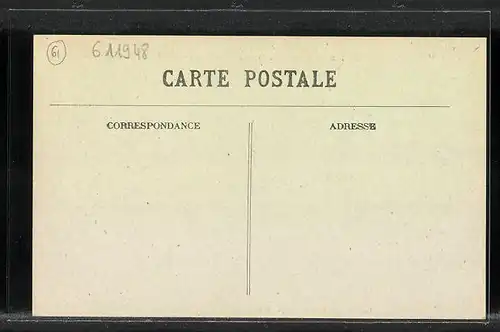 61 611948
CARTE POSTALE
CORRESPONDANCE ADRESSE